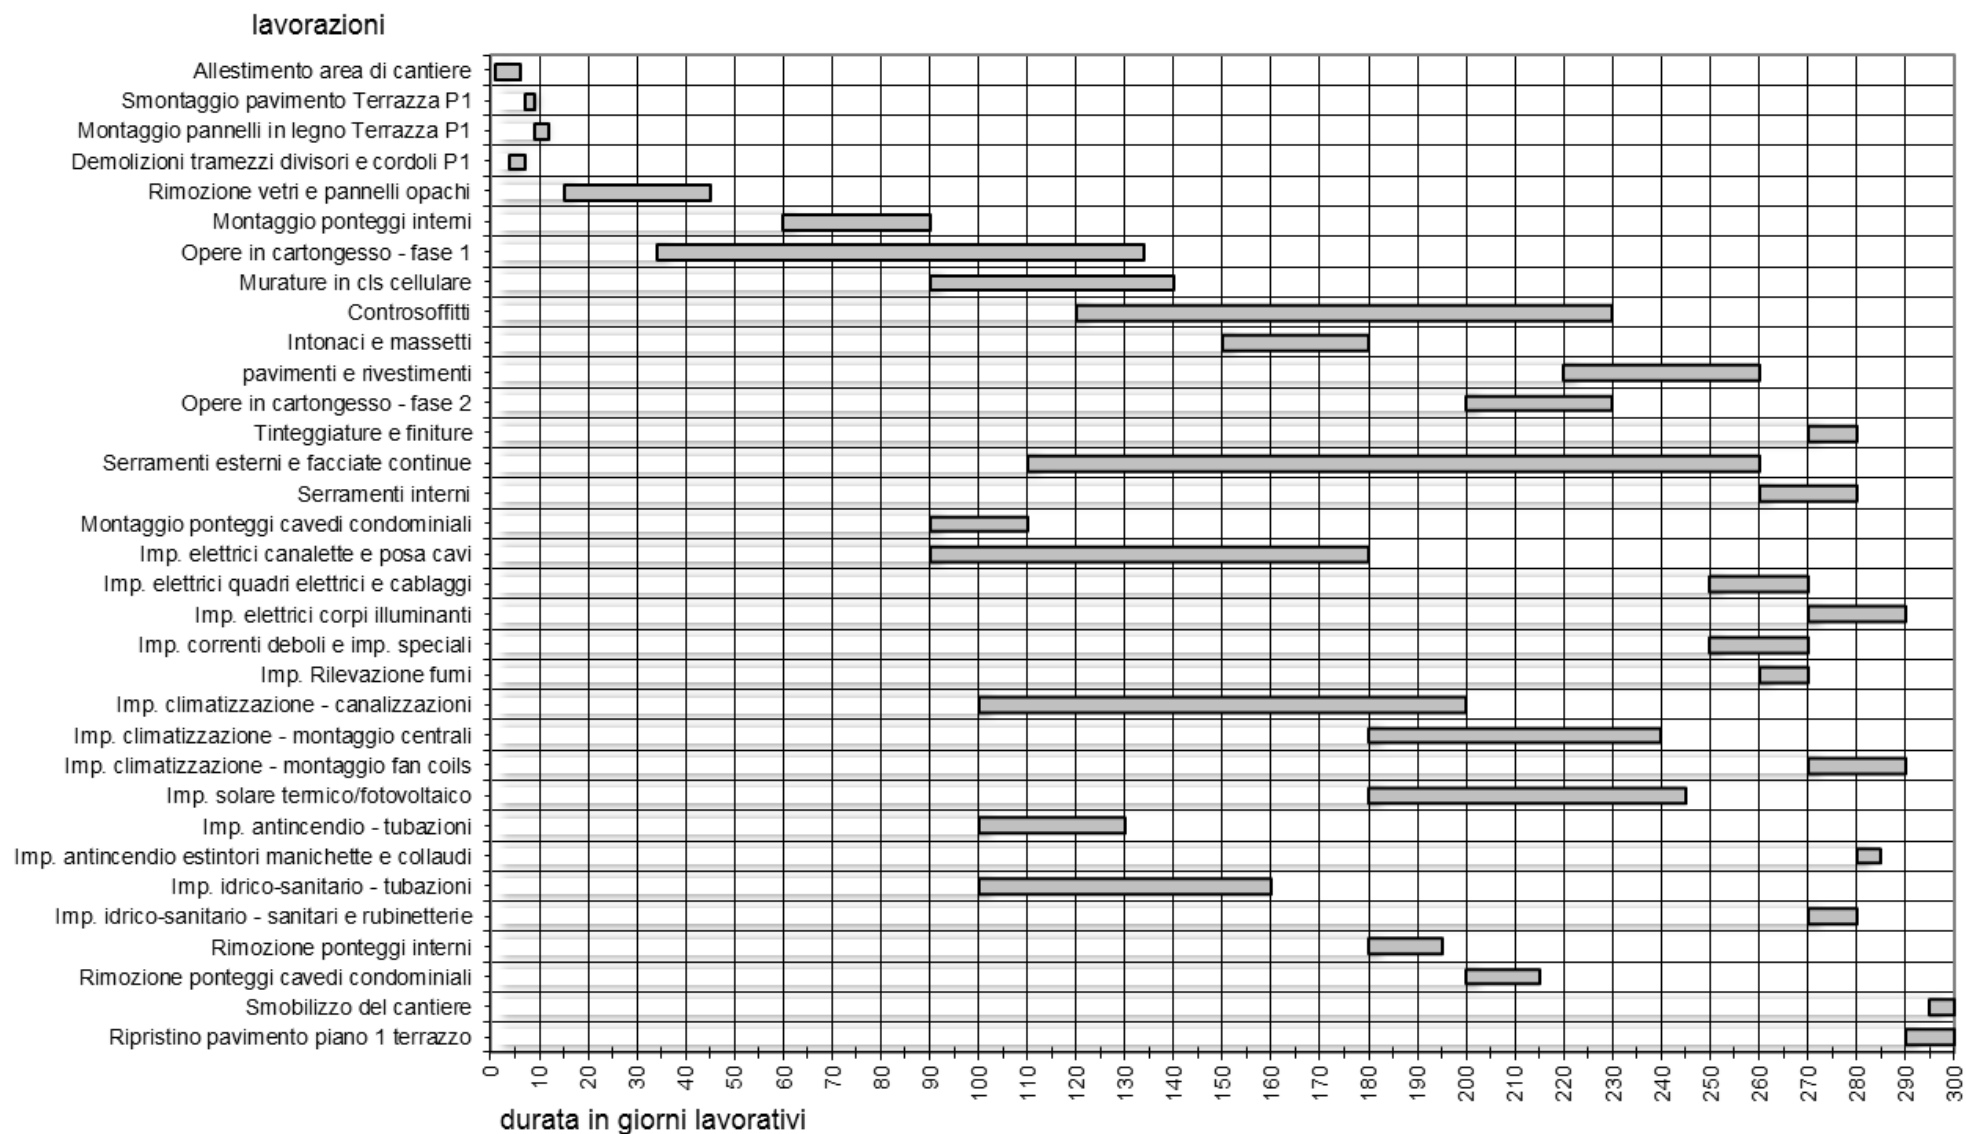 lavorazioni
Allestimento area di cantiere
Smontaggio pavimento Terrazza P1
Montaggio pannelli in legno Terrazza P1
Demolizioni tramezzi divisori e cordoli P1
Rimozione vetri e pannelli opachi
Montaggio ponteggi interni
Opere in cartongesso - fase 1
Murature in cls cellulare
Controsoffitti
Intonaci e massetti
pavimenti e rivestimenti
Opere in cartongesso - fase 2
Tinteggiature e finiture
Serramenti esterni e facciate continue
Serramenti interni
Montaggio ponteggi cavedi condominiali
Imp. elettrici canalette e posa cavi
Imp. elettrici quadri elettrici e cablaggi
Imp. elettrici corpi illuminanti
Imp. correnti deboli e imp. speciali
Imp. Rilevazione fumi
Imp. climatizzazione - canalizzazioni
Imp. climatizzazione - montaggio centrali
Imp. climatizzazione - montaggio fan coils
Imp. solare termico/fotovoltaico
Imp. antincendio - tubazioni
Imp. antincendio estintori manichette e collaudi
Imp. idrico-sanitario - tubazioni
Imp. idrico-sanitario - sanitari e rubinetterie
Rimozione ponteggi interni
Rimozione ponteggi cavedi condominiali
Smobilizzo del cantiere
Ripristino pavimento piano 1 terrazzo
0 10 20 30 40 50 60 70 80 90 100 110 120 130 140 150 160 170 180 190 200 210 220 230 240 250 260 270 280 290 300
durata in giorni lavorativi